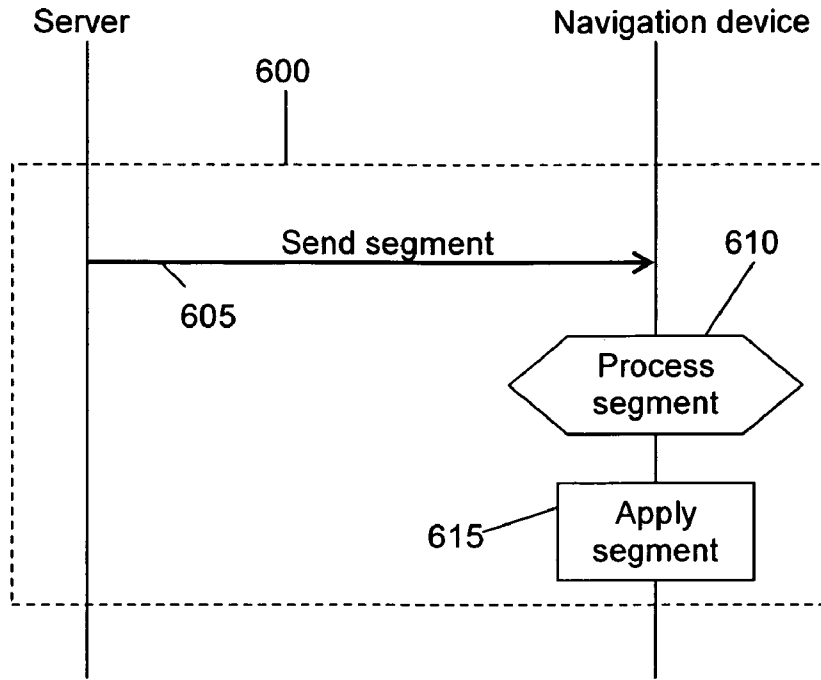 Server
Navigation device
600
Send segment
605
610
Process
segment
615
Apply
segment